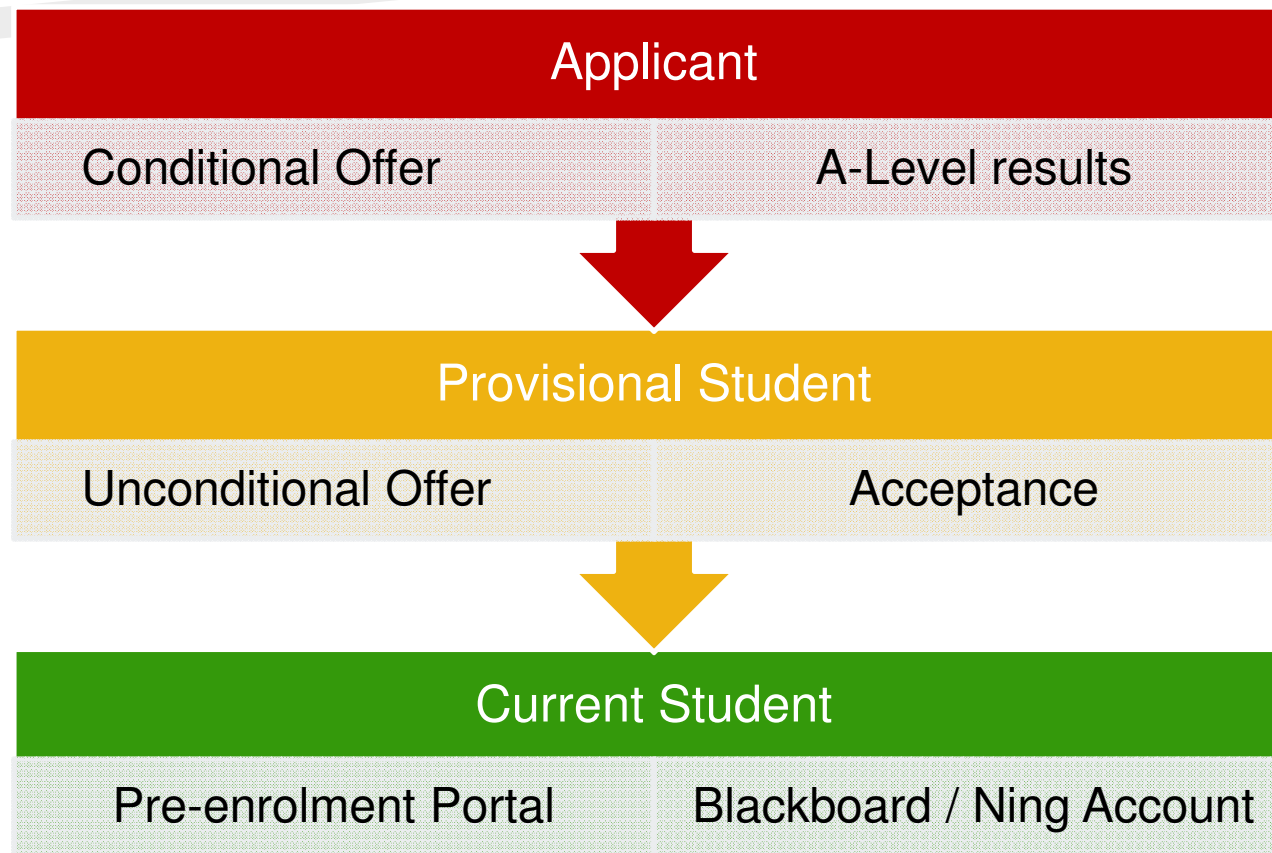 Applicant
Conditional Offer
A-Level results
Provisional Student
Unconditional Offer
Acceptance
Current Student
Pre-enrolment Portal
Blackboard / Ning Account